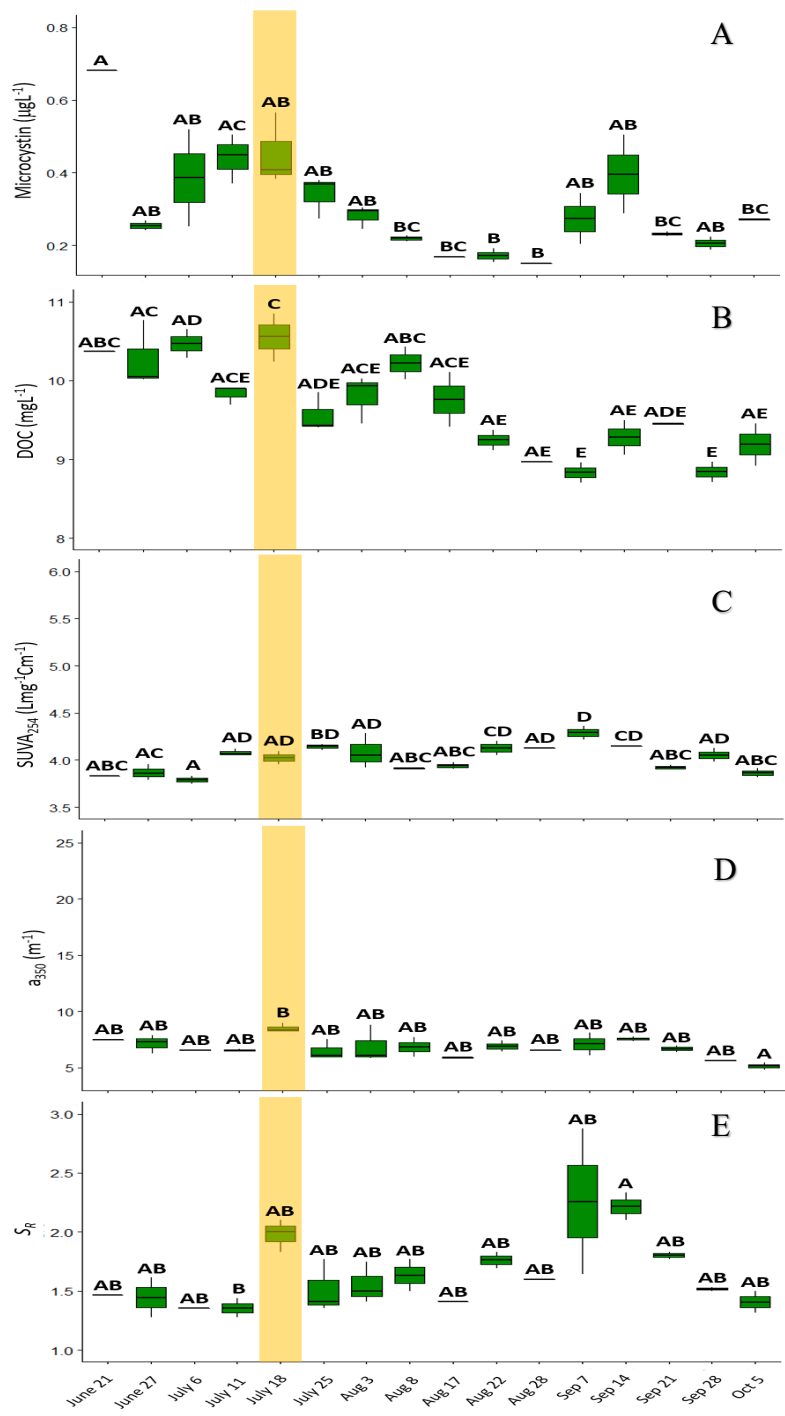 A
Microcystin (µgL⁻¹)
0.8
0.6
0.4
0.2
A AB AB AC AB AB AB BC BC B B AB AB BC AB BC
B
DOC (mgL⁻¹)
11
10
9
8
ABC AC AD ACE C ADE ACE ABC ACE AE AE E AE ADE E AE
C
SUVA₂₅₄ (Lmg⁻¹Cm⁻¹)
6.0
5.5
5.0
4.5
4.0
3.5
ABC AC A AD AD BD AD ABC ABC CD AD D CD ABC AD ABC
D
a₃₅₀ (m⁻¹)
25
20
15
10
5
AB AB AB AB B AB AB AB AB AB AB AB AB AB AB A
E
S_R
3.0
2.5
2.0
1.5
1.0
AB AB AB B AB AB AB AB AB AB AB AB A AB AB AB
June 21 June 27 July 6 July 11 July 18 July 25 Aug 3 Aug 8 Aug 17 Aug 22 Aug 28 Sep 7 Sep 14 Sep 21 Sep 28 Oct 5